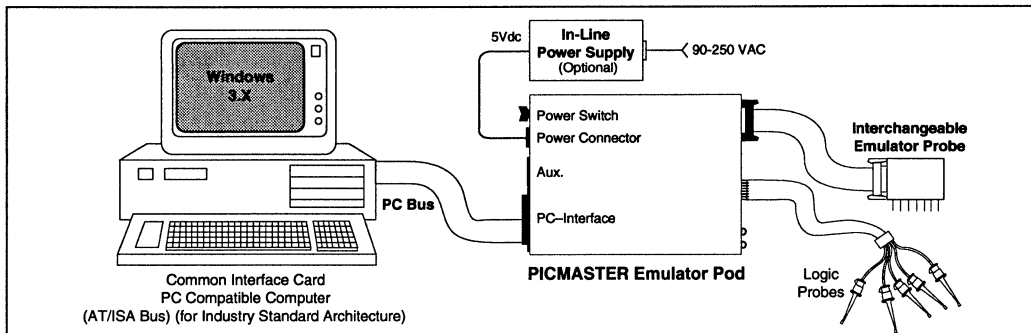 Windows
3.X
5Vdc
In-Line
Power Supply
(Optional)
90-250 VAC
Power Switch
Power Connector
Aux.
PC–Interface
PC Bus
Interchangeable
Emulator Probe
PICMASTER Emulator Pod
Logic
Probes
Common Interface Card
PC Compatible Computer
(AT/ISA Bus) (for Industry Standard Architecture)